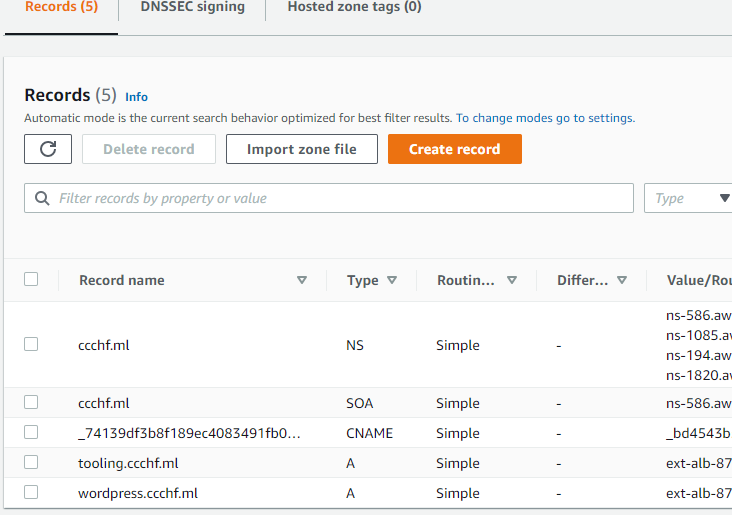 Records (5) DNSSEC signing Hosted zone tags (0)
Records (5) Info
Automatic mode is the current search behavior optimized for best filter results. To change modes go to settings.
Delete record Import zone file Create record
Filter records by property or value Type
Record name Type Routin... Differ... Value/Rou
ccchf.ml NS Simple - ns-586.aw
ns-1085.aw
ns-194.aw
ns-1820.aw
ccchf.ml SOA Simple - ns-586.aw
_74139df3b8f189ec4083491fb0... CNAME Simple - _bd4543b
tooling.ccchf.ml A Simple - ext-alb-87
wordpress.ccchf.ml A Simple - ext-alb-87